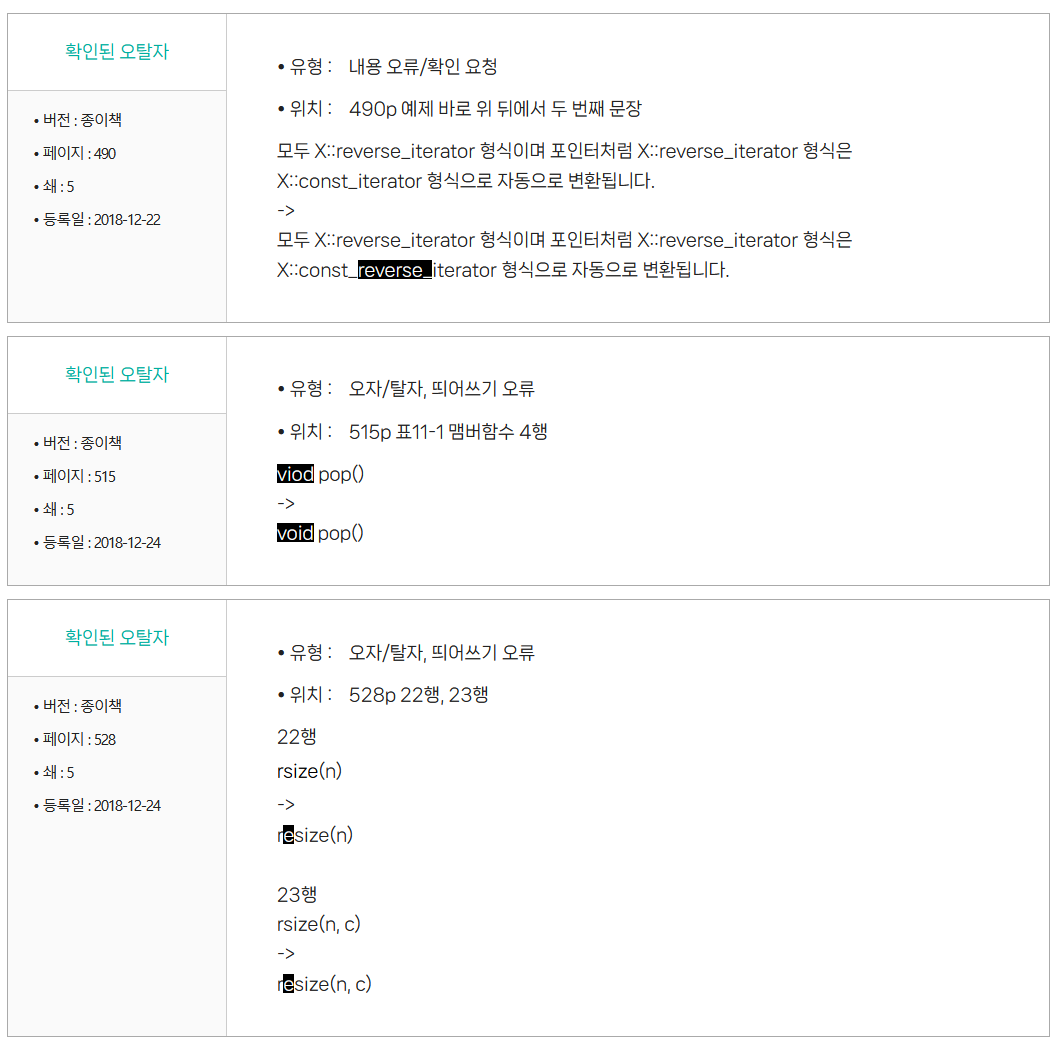 확인된 오탈자
• 버전 : 종이책
• 페이지 : 490
• 쇄 : 5
• 등록일 : 2018-12-22
• 유형 : 내용 오류/확인 요청
• 위치 : 490p 예제 바로 위 뒤에서 두 번째 문장
모두 X::reverse_iterator 형식이며 포인터처럼 X::reverse_iterator 형식은
X::const_iterator 형식으로 자동으로 변환됩니다.
->
모두 X::reverse_iterator 형식이며 포인터처럼 X::reverse_iterator 형식은
X::const_reverse_iterator 형식으로 자동으로 변환됩니다.
확인된 오탈자
• 버전 : 종이책
• 페이지 : 515
• 쇄 : 5
• 등록일 : 2018-12-24
• 유형 : 오자/탈자, 띄어쓰기 오류
• 위치 : 515p 표11-1 맴버함수 4행
viod pop()
->
void pop()
확인된 오탈자
• 버전 : 종이책
• 페이지 : 528
• 쇄 : 5
• 등록일 : 2018-12-24
• 유형 : 오자/탈자, 띄어쓰기 오류
• 위치 : 528p 22행, 23행
22행
rsize(n)
->
resize(n)
23행
rsize(n, c)
->
resize(n, c)